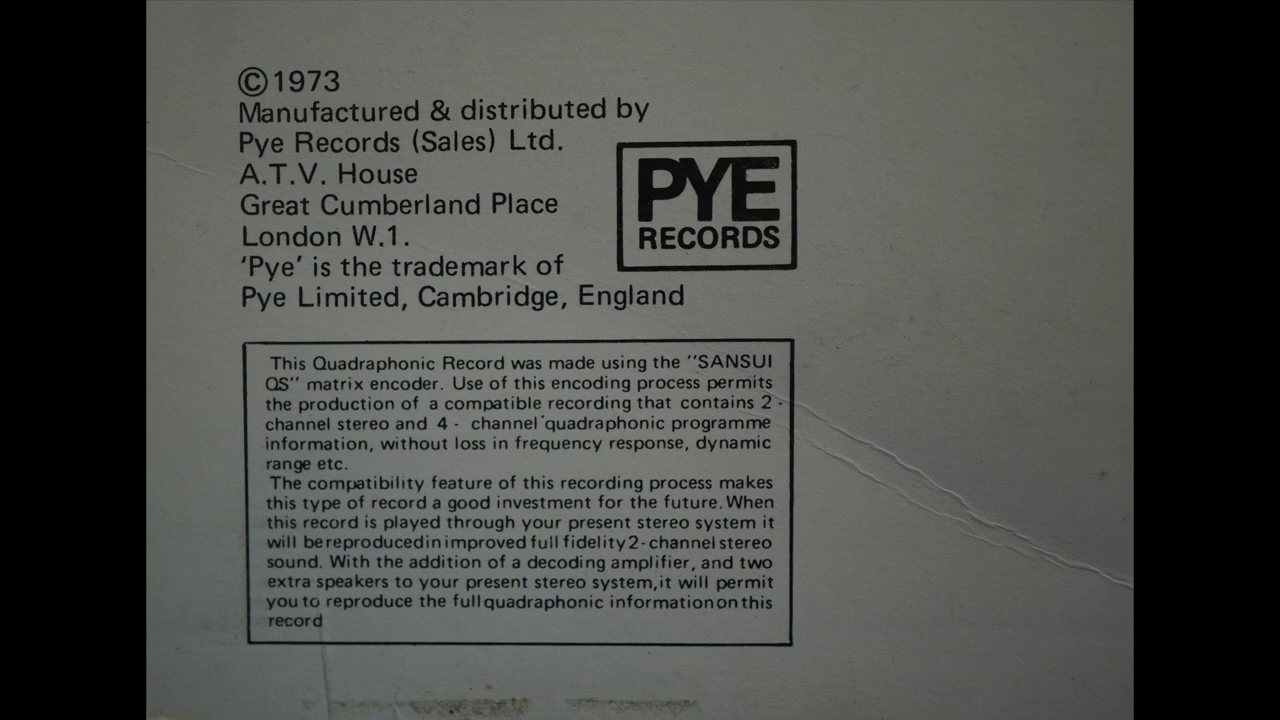 ©1973
Manufactured & distributed by
Pye Records (Sales) Ltd.
A.T.V. House
Great Cumberland Place
London W.1.
'Pye' is the trademark of
Pye Limited, Cambridge, England
PYE
RECORDS
This Quadraphonic Record was made using the "SANSUI
QS" matrix encoder. Use of this encoding process permits
the production of a compatible recording that contains 2 -
channel stereo and 4 - channel quadraphonic programme
information, without loss in frequency response, dynamic
range etc.
The compatibility feature of this recording process makes
this type of record a good investment for the future. When
this record is played through your present stereo system it
will be reproduced in improved full fidelity 2-channel stereo
sound. With the addition of a decoding amplifier, and two
extra speakers to your present stereo system, it will permit
you to reproduce the full quadraphonic information on this
record